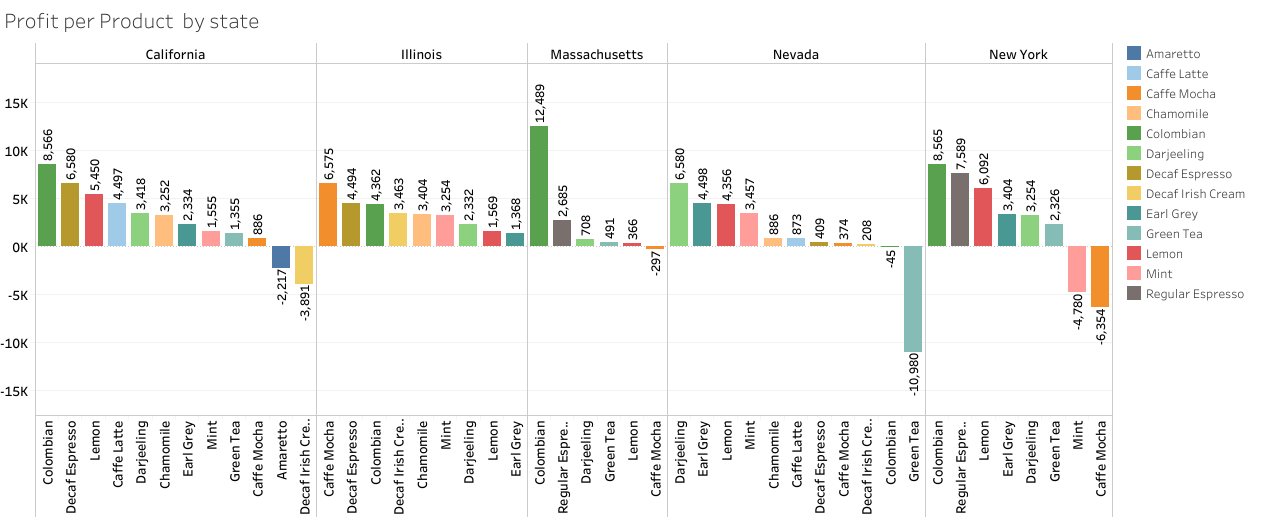 Profit per Product by state
California Illinois Massachusetts Nevada New York
15K
10K
5K
0K
-5K
-10K
-15K
8,566 6,580 5,450 4,497 3,418 3,252 2,334 1,555 1,355 886 -2,217 -3,891
6,575 4,494 4,362 3,463 3,404 3,254 2,332 1,569 1,368
12,489 2,685 708 491 366 -297
6,580 4,498 4,356 3,457 886 873 409 374 208 -45 -10,980
8,565 7,589 6,092 3,404 3,254 2,326 -4,780 -6,354
Colombian
Decaf Espresso
Lemon
Caffe Latte
Darjeeling
Chamomile
Earl Grey
Mint
Green Tea
Caffe Mocha
Amaretto
Decaf Irish Cre..
Caffe Mocha
Decaf Espresso
Colombian
Decaf Irish Cre..
Chamomile
Mint
Darjeeling
Lemon
Earl Grey
Colombian
Regular Espre..
Darjeeling
Green Tea
Lemon
Caffe Mocha
Darjeeling
Earl Grey
Lemon
Mint
Chamomile
Caffe Latte
Decaf Espresso
Caffe Mocha
Decaf Irish Cre..
Colombian
Green Tea
Colombian
Regular Espre..
Lemon
Earl Grey
Darjeeling
Green Tea
Mint
Caffe Mocha
Amaretto
Caffe Latte
Caffe Mocha
Chamomile
Colombian
Darjeeling
Decaf Espresso
Decaf Irish Cream
Earl Grey
Green Tea
Lemon
Mint
Regular Espresso